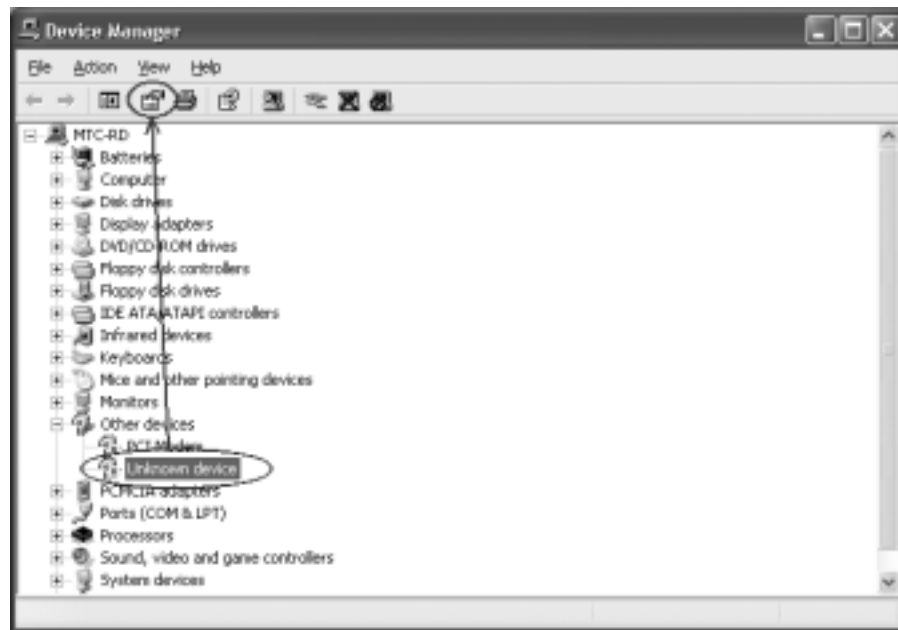 Device Manager
File Action View Help
MTC-RD
Batteries
Computer
Disk drives
Display adapters
DVD/CD-ROM drives
Floppy disk controllers
Floppy disk drives
IDE ATA/ATAPI controllers
Infrared devices
Keyboards
Mice and other pointing devices
Monitors
Other devices
PCI Modem
Unknown device
PCMCIA adapters
Ports (COM & LPT)
Processors
Sound, video and game controllers
System devices